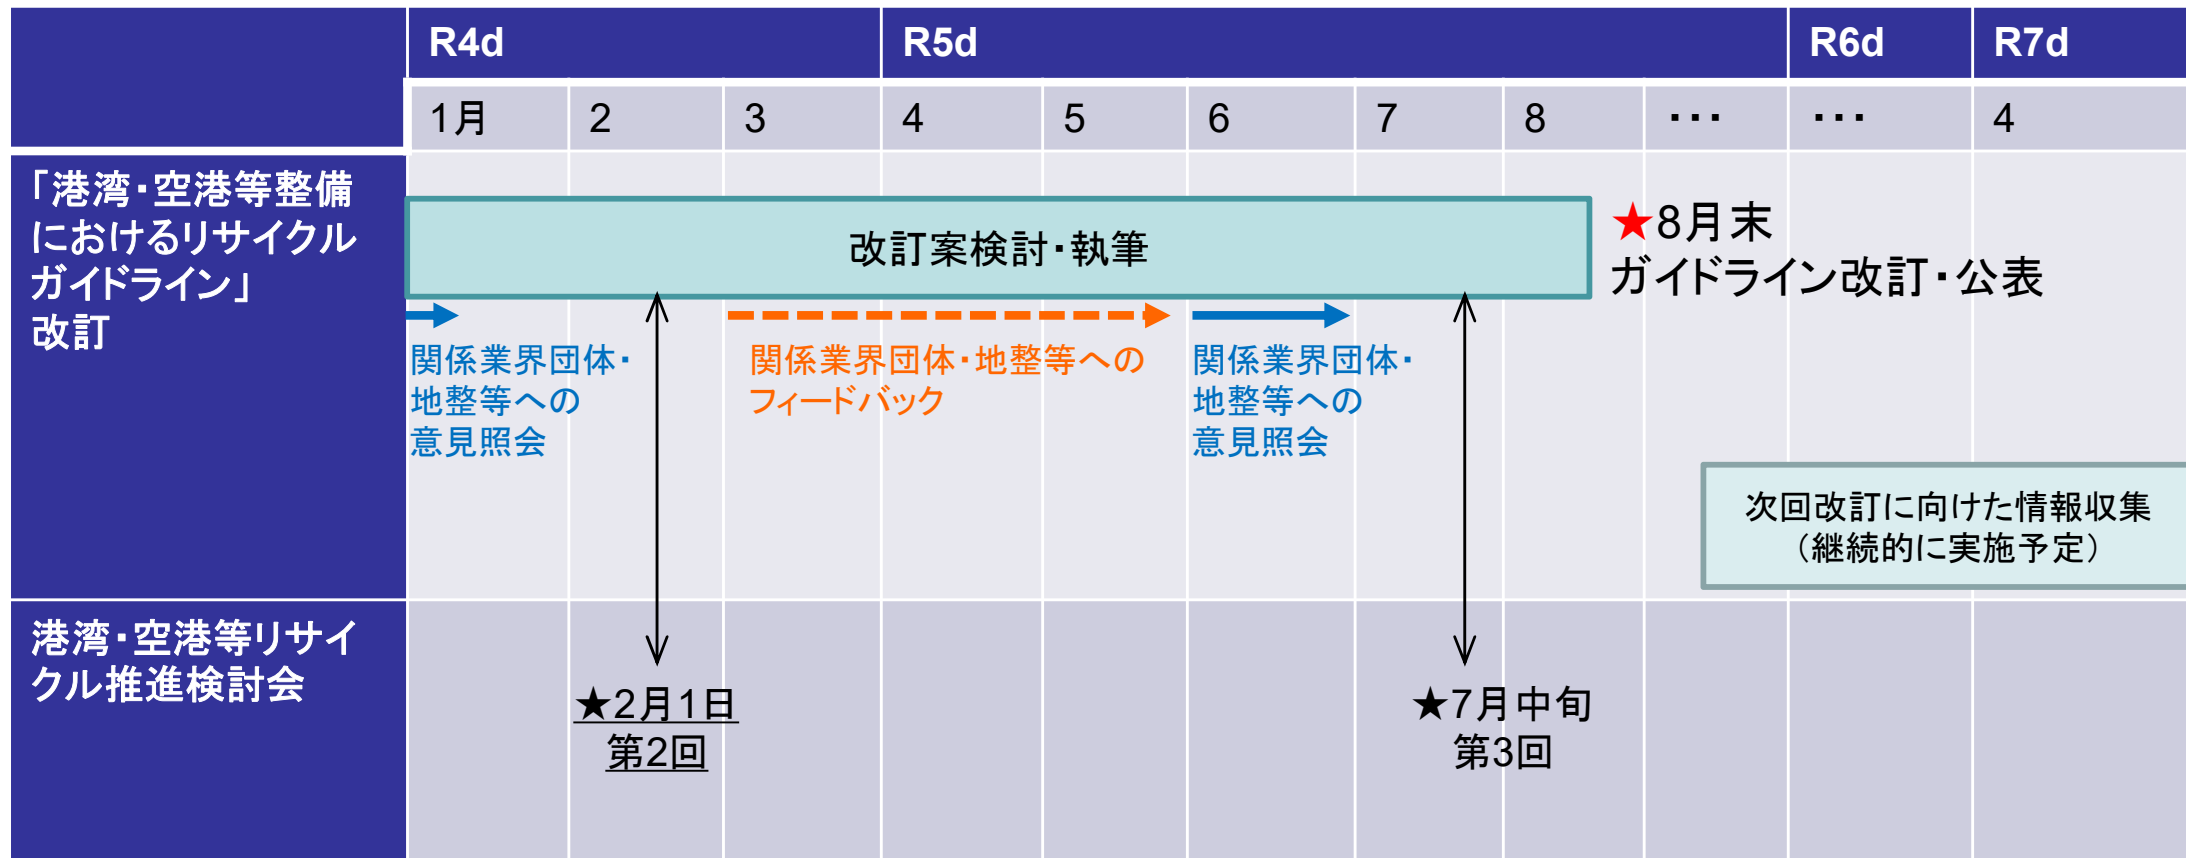 R4d R5d R6d R7d
1月 2 3 4 5 6 7 8 ・・・ ・・・ 4
「港湾・空港等整備
におけるリサイクル
ガイドライン」
改訂
改訂案検討・執筆
★8月末
ガイドライン改訂・公表
関係業界団体・
地整等への
意見照会
関係業界団体・地整等への
フィードバック
関係業界団体・
地整等への
意見照会
次回改訂に向けた情報収集
（継続的に実施予定）
港湾・空港等リサイ
クル推進検討会
★2月1日
第2回
★7月中旬
第3回